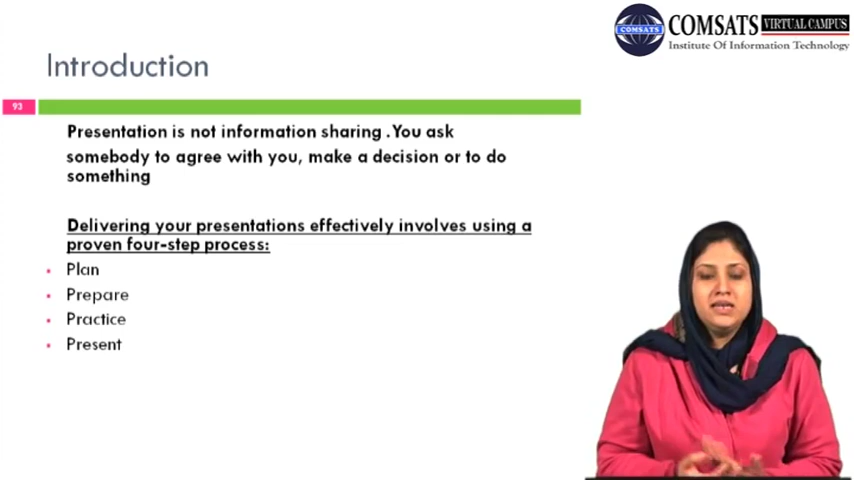 COMSATS VIRTUAL CAMPUS
COMSATS
Institute Of Information Technology
Introduction
93
Presentation is not information sharing .You ask
somebody to agree with you, make a decision or to do
something
Delivering your presentations effectively involves using a
proven four-step process:
Plan
Prepare
Practice
Present